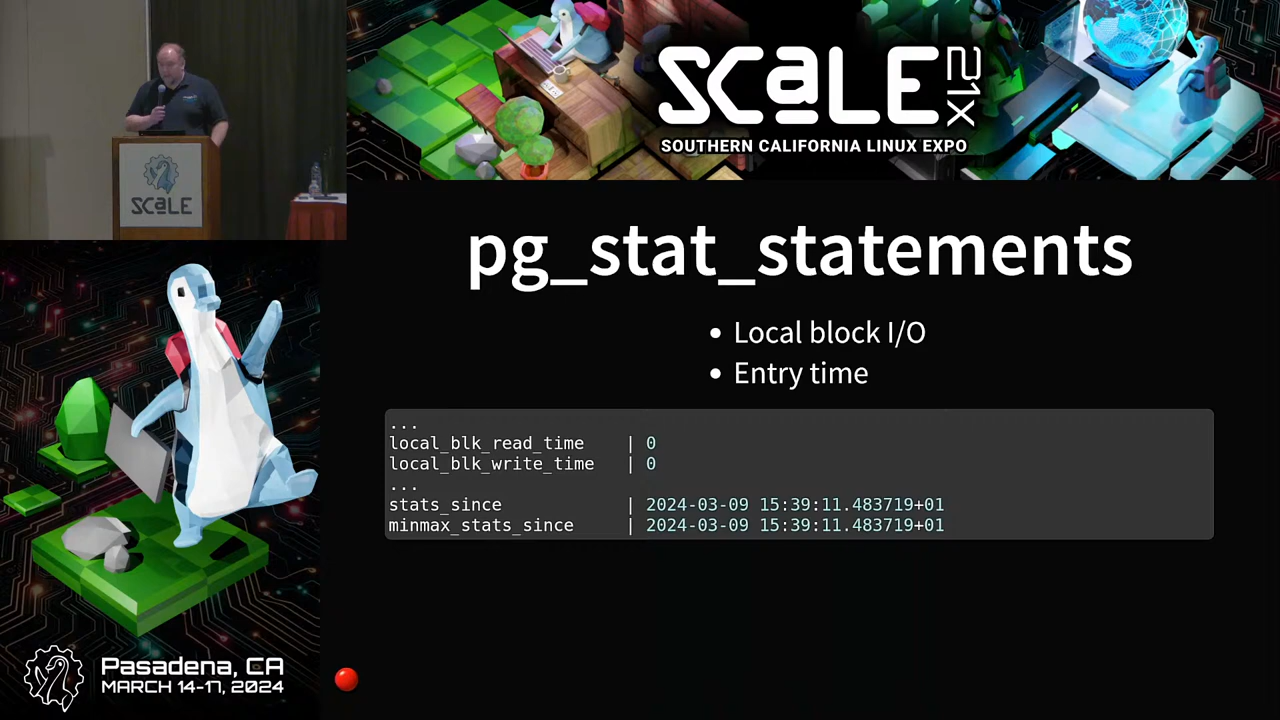 SCaLE
21X
SOUTHERN CALIFORNIA LINUX EXPO
SCaLE
pg_stat_statements
• Local block I/O
• Entry time
...
local_blk_read_time | 0
local_blk_write_time | 0
...
stats_since | 2024-03-09 15:39:11.483719+01
minmax_stats_since | 2024-03-09 15:39:11.483719+01
Pasadena, CA
MARCH 14-17, 2024